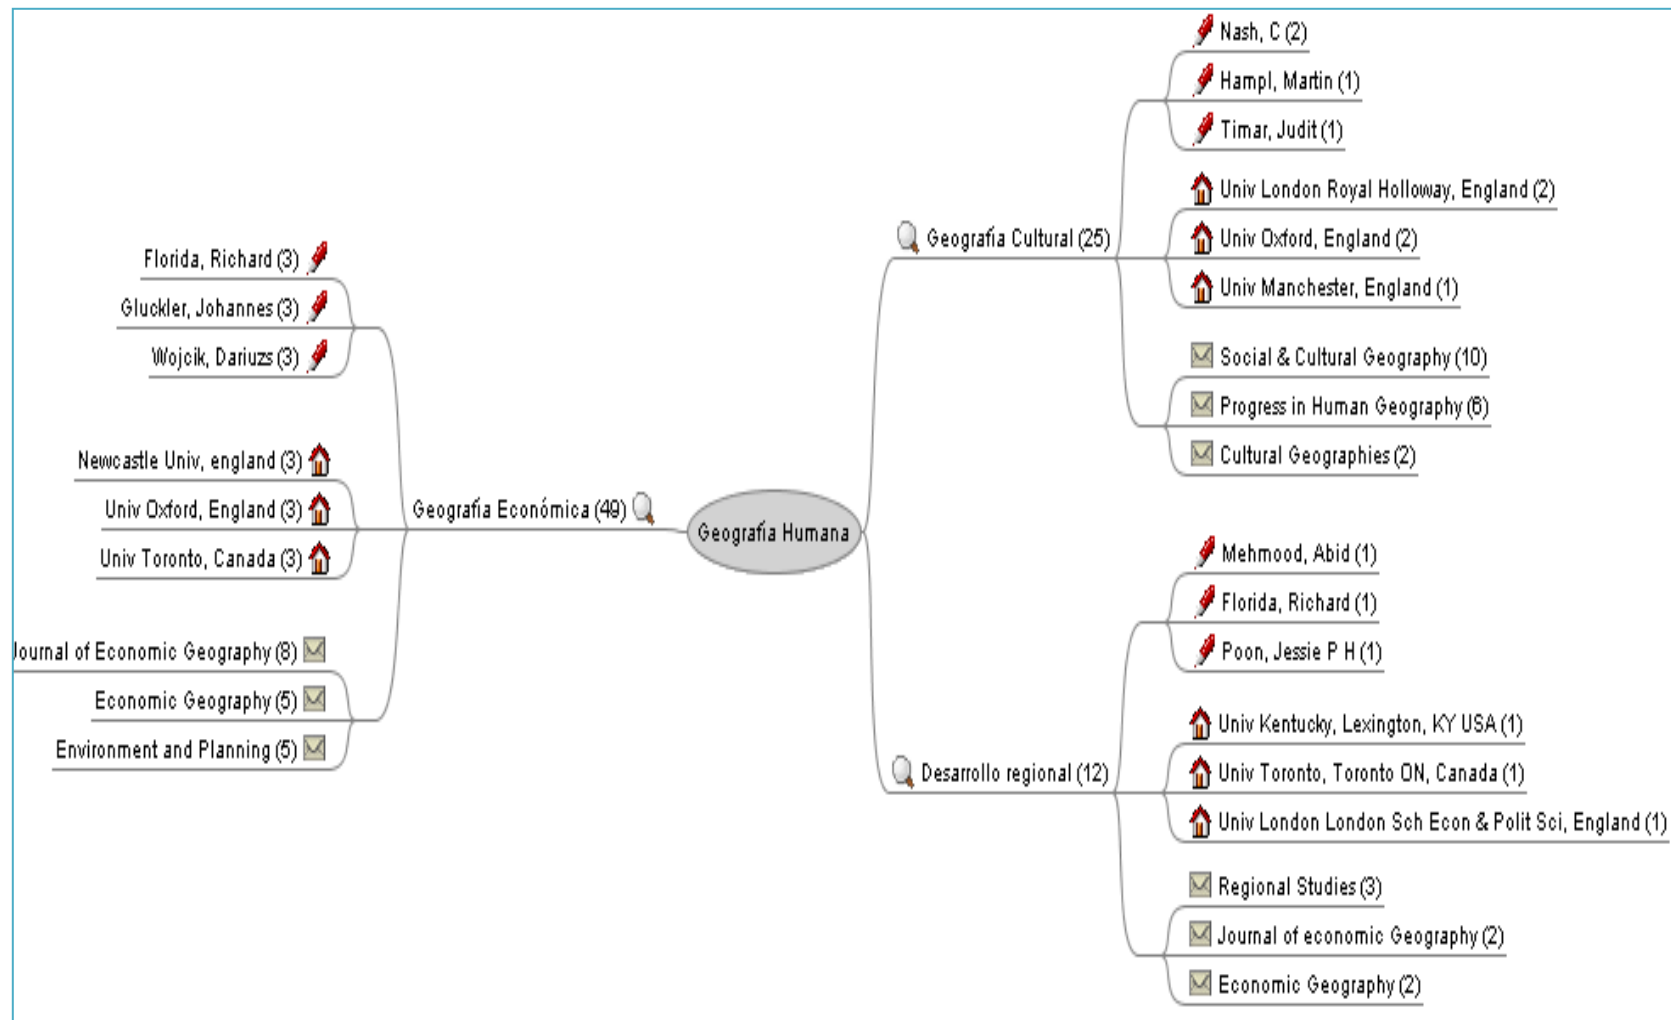 Geografía Humana
Geografía Económica (49)
Florida, Richard (3)
Gluckler, Johannes (3)
Wojcik, Dariuzs (3)
Newcastle Univ, england (3)
Univ Oxford, England (3)
Univ Toronto, Canada (3)
Journal of Economic Geography (8)
Economic Geography (5)
Environment and Planning (5)
Geografía Cultural (25)
Nash, C (2)
Hampl, Martin (1)
Timar, Judit (1)
Univ London Royal Holloway, England (2)
Univ Oxford, England (2)
Univ Manchester, England (1)
Social & Cultural Geography (10)
Progress in Human Geography (6)
Cultural Geographies (2)
Desarrollo regional (12)
Mehmood, Abid (1)
Florida, Richard (1)
Poon, Jessie P H (1)
Univ Kentucky, Lexington, KY USA (1)
Univ Toronto, Toronto ON, Canada (1)
Univ London London Sch Econ & Polit Sci, England (1)
Regional Studies (3)
Journal of economic Geography (2)
Economic Geography (2)